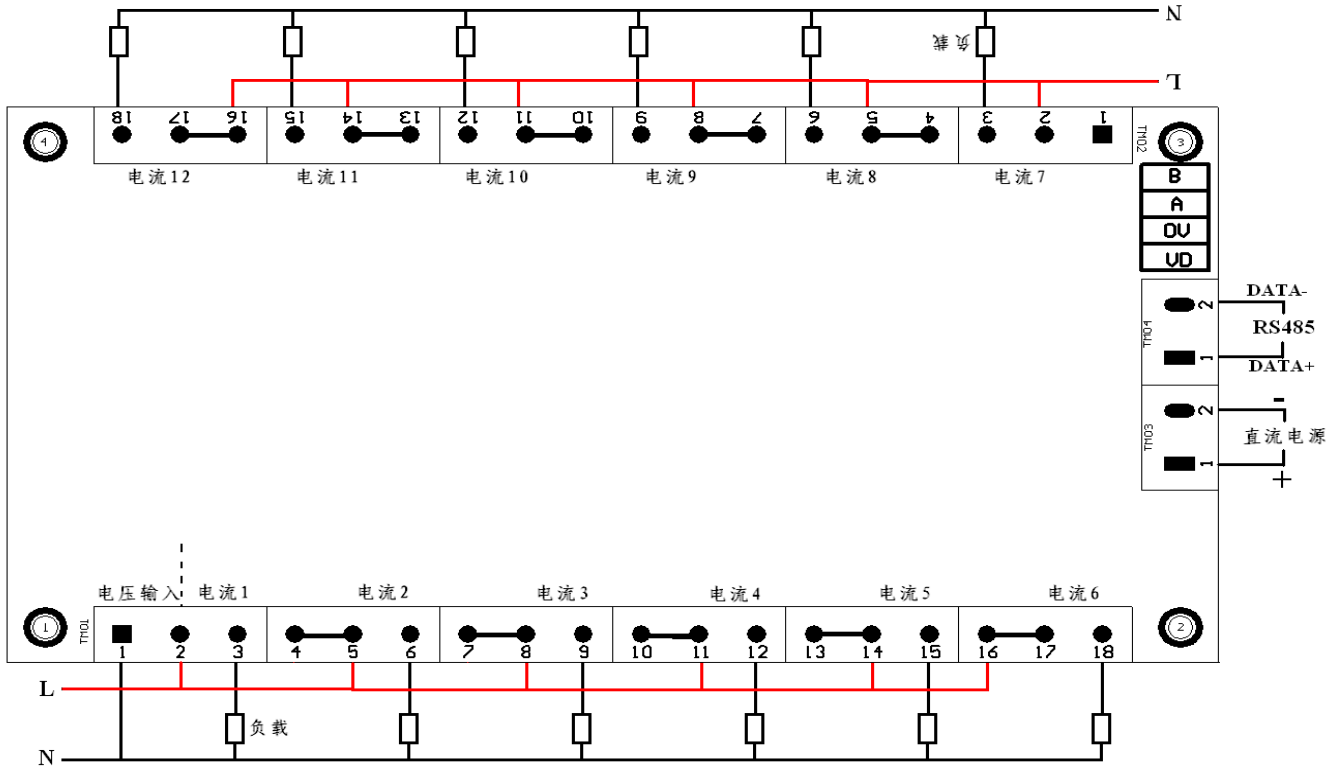 N
负载
L
18 17 16 15 14 13 12 11 10 9 8 7 6 5 4 3 2 1
TM02
4
3
电流12 电流11 电流10 电流9 电流8 电流7
B
A
0V
VD
DATA-
TM04
2
RS485
1
DATA+
TM03
2
-
直流电源
1
+
电压输入 电流1 电流2 电流3 电流4 电流5 电流6
1
TM01
2
1 2 3 4 5 6 7 8 9 10 11 12 13 14 15 16 17 18
L
负载
N